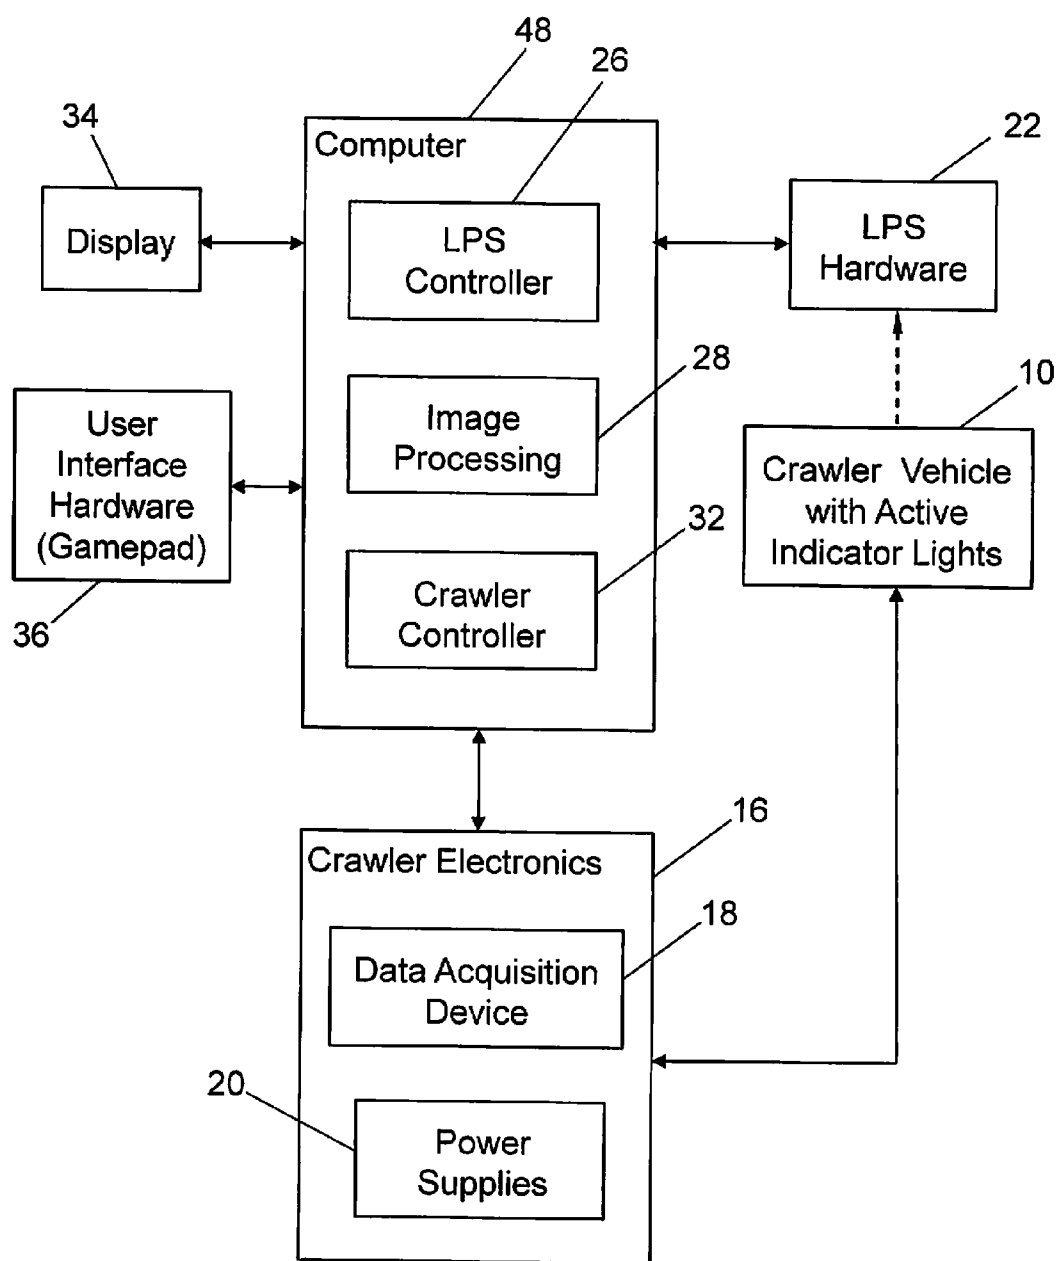 48
26
34
22
Computer
LPS
Controller
Display
LPS
Hardware
28
10
User
Interface
Hardware
(Gamepad)
Image
Processing
Crawler Vehicle
with Active
Indicator Lights
32
Crawler
Controller
36
16
Crawler Electronics
18
Data Acquisition
Device
20
Power
Supplies